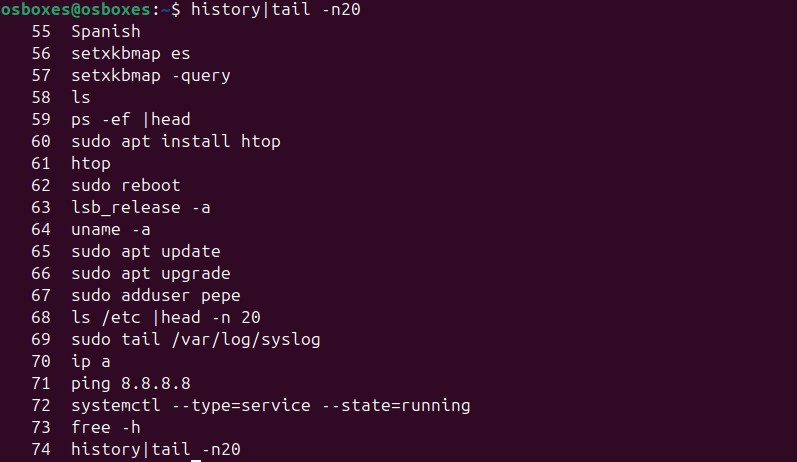 osboxes@osboxes:~$ history|tail -n20
55 Spanish
56 setxkbmap es
57 setxkbmap -query
58 ls
59 ps -ef |head
60 sudo apt install htop
61 htop
62 sudo reboot
63 lsb_release -a
64 uname -a
65 sudo apt update
66 sudo apt upgrade
67 sudo adduser pepe
68 ls /etc |head -n 20
69 sudo tail /var/log/syslog
70 ip a
71 ping 8.8.8.8
72 systemctl --type=service --state=running
73 free -h
74 history|tail -n20